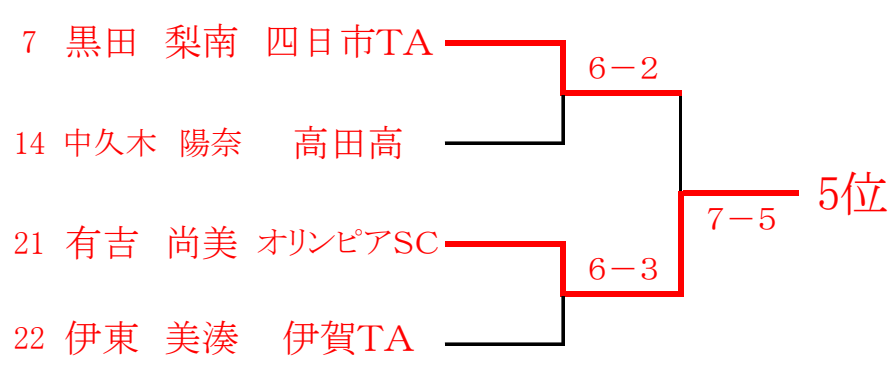 7 黒田 梨南 四日市TA
6－2
14 中久木 陽奈 高田高
5位
7－5
21 有吉 尚美 オリンピアSC
6－3
22 伊東 美湊 伊賀TA